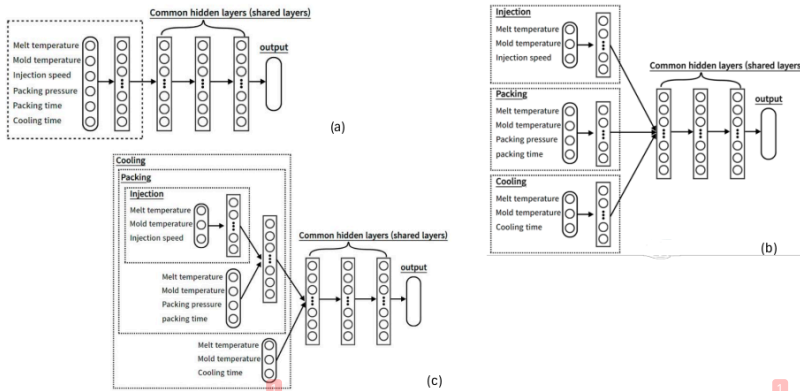 Common hidden layers (shared layers)
output
Melt temperature
Mold temperature
Injection speed
Packing pressure
Packing time
Cooling time
(a)
Injection
Melt temperature
Mold temperature
Injection speed
Packing
Melt temperature
Mold temperature
Packing pressure
packing time
Cooling
Melt temperature
Mold temperature
Cooling time
Common hidden layers (shared layers)
output
(b)
Cooling
Packing
Injection
Melt temperature
Mold temperature
Injection speed
Melt temperature
Mold temperature
Packing pressure
packing time
Melt temperature
Mold temperature
Cooling time
Common hidden layers (shared layers)
output
(c)
1